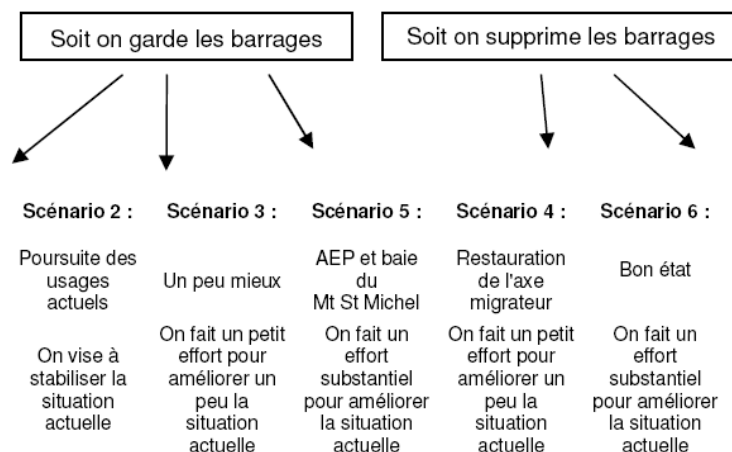 Soit on garde les barrages
Soit on supprime les barrages
Scénario 2 :
Poursuite des
usages
actuels
On vise à
stabiliser la
situation
actuelle
Scénario 3 :
Un peu mieux
On fait un petit
effort pour
améliorer un
peu la
situation
actuelle
Scénario 5 :
AEP et baie
du
Mt St Michel
On fait un
effort
substantiel
pour améliorer
la situation
actuelle
Scénario 4 :
Restauration
de l'axe
migrateur
On fait un petit
effort pour
améliorer un
peu la
situation
actuelle
Scénario 6 :
Bon état
On fait un
effort
substantiel
pour améliorer
la situation
actuelle